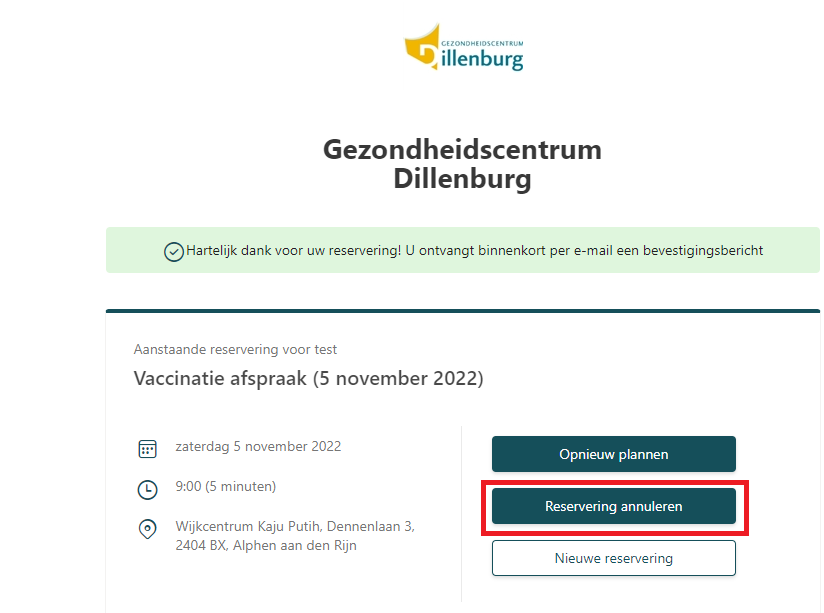 GEZONDHEIDSCENTRUM
Dillenburg
Gezondheidscentrum
Dillenburg
Hartelijk dank voor uw reservering! U ontvangt binnenkort per e-mail een bevestigingsbericht
Aanstaande reservering voor test
Vaccinatie afspraak (5 november 2022)
zaterdag 5 november 2022
9:00 (5 minuten)
Wijkcentrum Kaju Putih, Dennenlaan 3,
2404 BX, Alphen aan den Rijn
Opnieuw plannen
Reservering annuleren
Nieuwe reservering